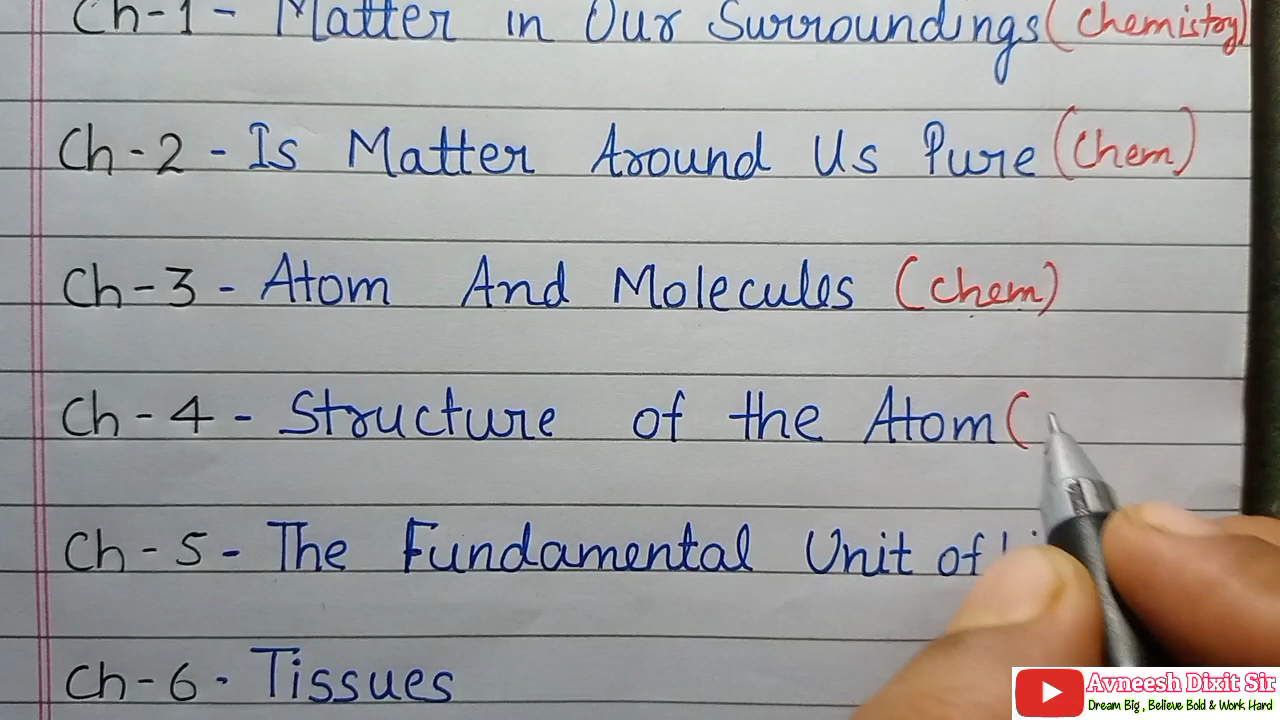 Ch-1 - Matter in Our Surroundings (Chemistry)
Ch-2 - Is Matter Around Us Pure (Chem)
Ch-3 - Atom And Molecules (Chem)
Ch-4 - Structure of the Atom (
Ch-5 - The Fundamental Unit of
Ch-6 - Tissues
Avneesh Dixit Sir
Dream Big , Believe Bold & Work Hard